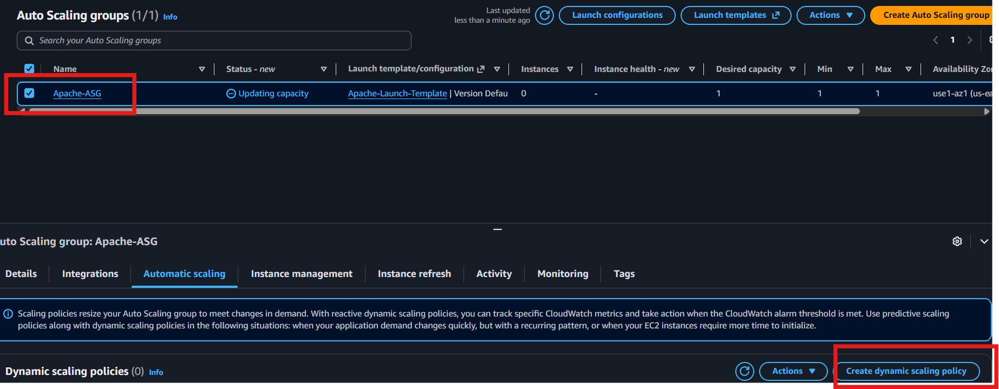 Auto Scaling groups (1/1) Info
Last updated
less than a minute ago
Launch configurations
Launch templates
Actions
Create Auto Scaling group
Search your Auto Scaling groups
1
Name
Status - new
Launch template/configuration
Instances
Instance health - new
Desired capacity
Min
Max
Availability Zor
Apache-ASG
Updating capacity
Apache-Launch-Template | Version Defau
0
-
1
1
1
use1-az1 (us-ea
uto Scaling group: Apache-ASG
Details
Integrations
Automatic scaling
Instance management
Instance refresh
Activity
Monitoring
Tags
Scaling policies resize your Auto Scaling group to meet changes in demand. With reactive dynamic scaling policies, you can track specific CloudWatch metrics and take action when the CloudWatch alarm threshold is met. Use predictive scaling
policies along with dynamic scaling policies in the following situations: when your application demand changes quickly, but with a recurring pattern, or when your EC2 instances require more time to initialize.
Dynamic scaling policies (0) Info
Actions
Create dynamic scaling policy